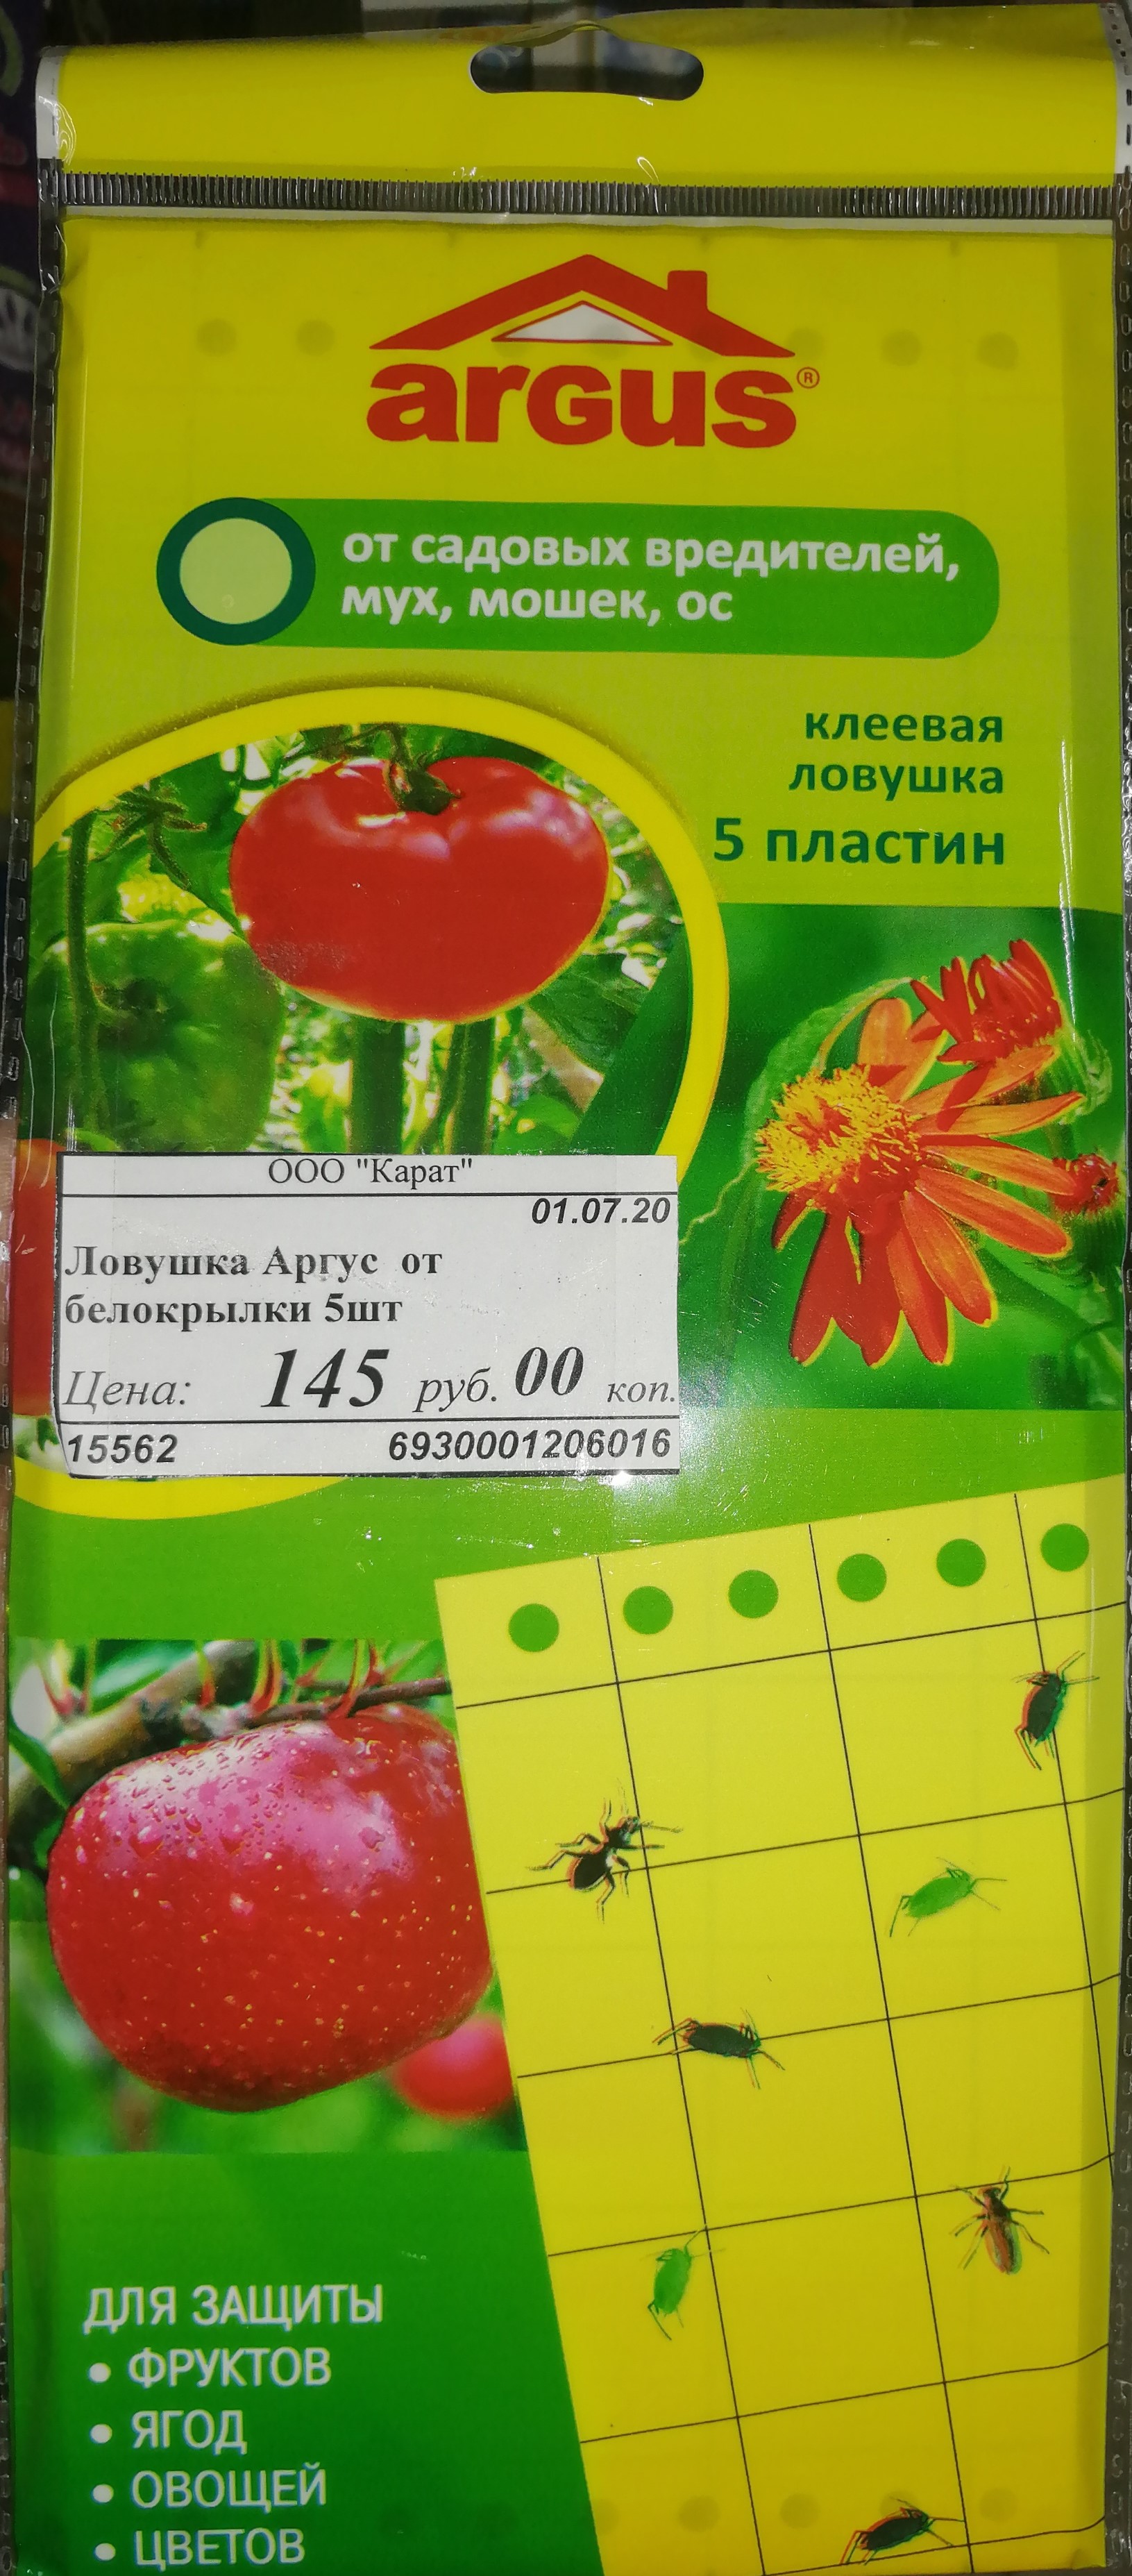 arGus®
от садовых вредителей,
мух, мошек, ос
клеевая
ловушка
5 пластин
ООО "Карат"
01.07.20
Ловушка Аргус от
белокрылки 5шт
Цена: 145 руб. 00 коп.
15562 6930001206016
ДЛЯ ЗАЩИТЫ
• ФРУКТОВ
• ЯГОД
• ОВОЩЕЙ
• ЦВЕТОВ